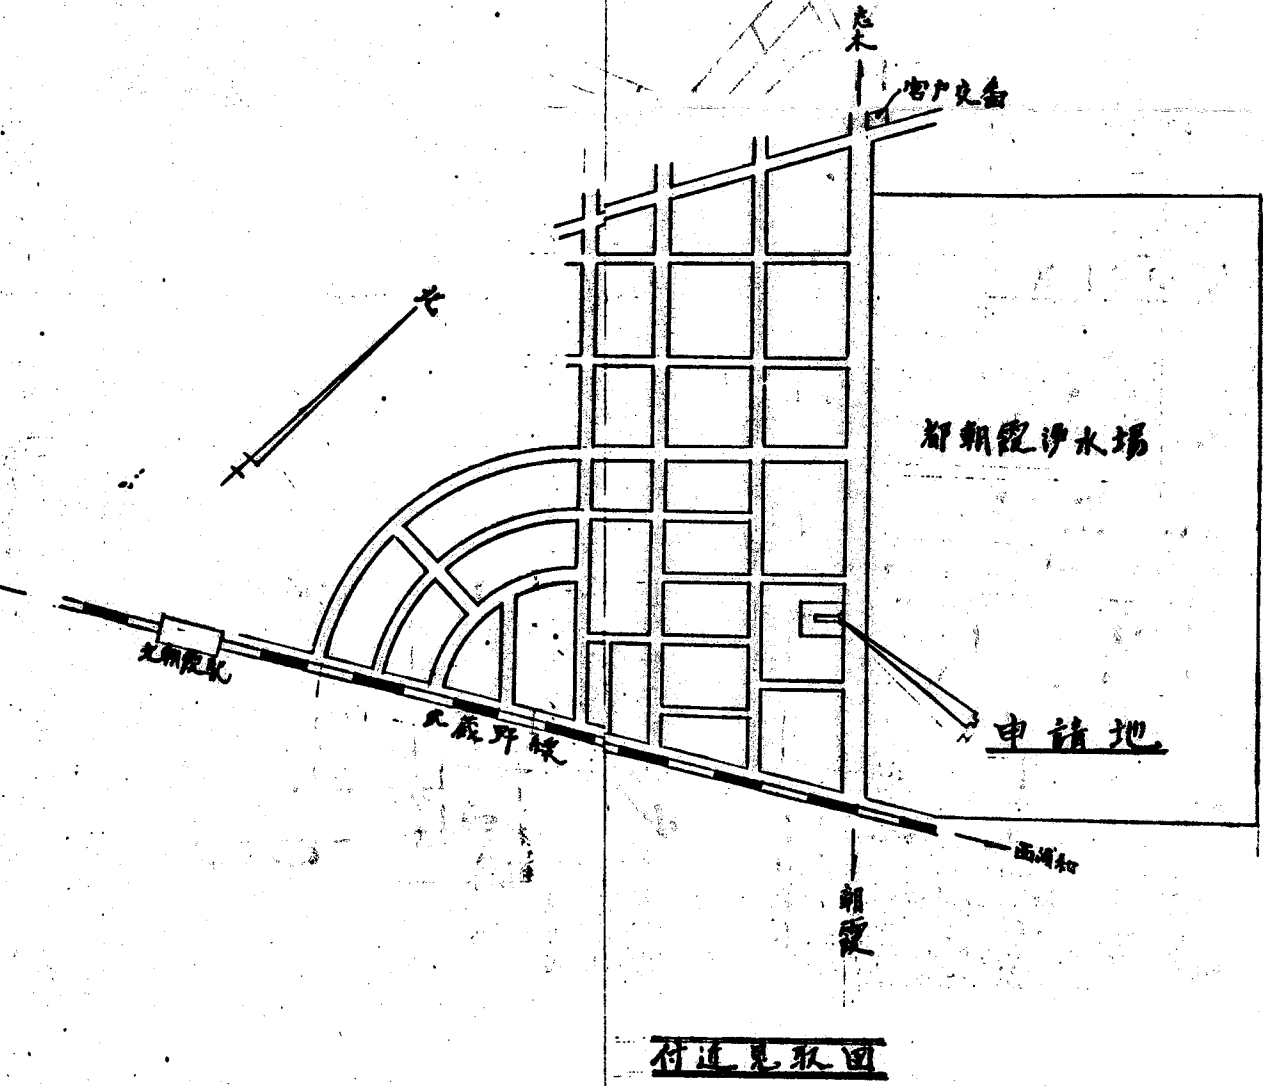 志木
宮戸交番
北
都朝霞浄水場
北朝霞駅
武蔵野線
申請地
西浦和
朝霞
付近見取図